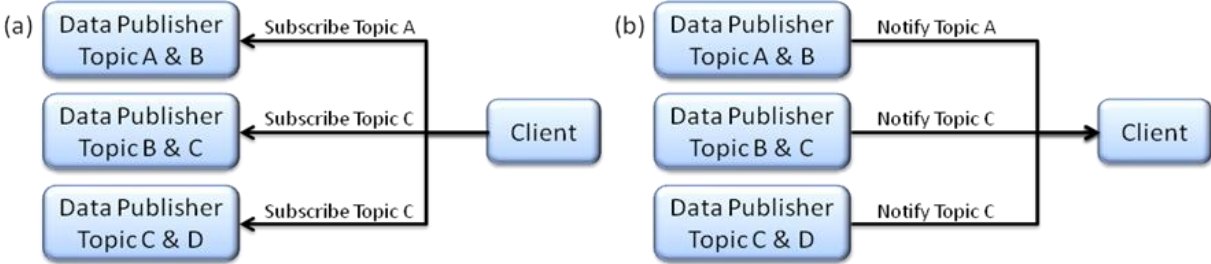 (a)
Data Publisher
Topic A & B
Subscribe Topic A
Data Publisher
Topic B & C
Subscribe Topic C
Client
Data Publisher
Topic C & D
Subscribe Topic C
(b)
Data Publisher
Topic A & B
Notify Topic A
Data Publisher
Topic B & C
Notify Topic C
Client
Data Publisher
Topic C & D
Notify Topic C